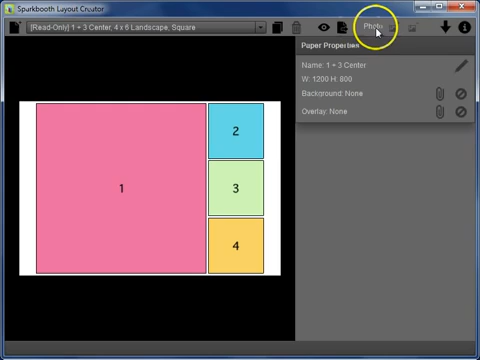 Sparkbooth Layout Creator
[Read-Only] 1 + 3 Center, 4 x 6 Landscape, Square
Photo
Paper Properties
Name: 1 + 3 Center
W: 1200 H: 800
Background: None
Overlay: None
1
2
3
4